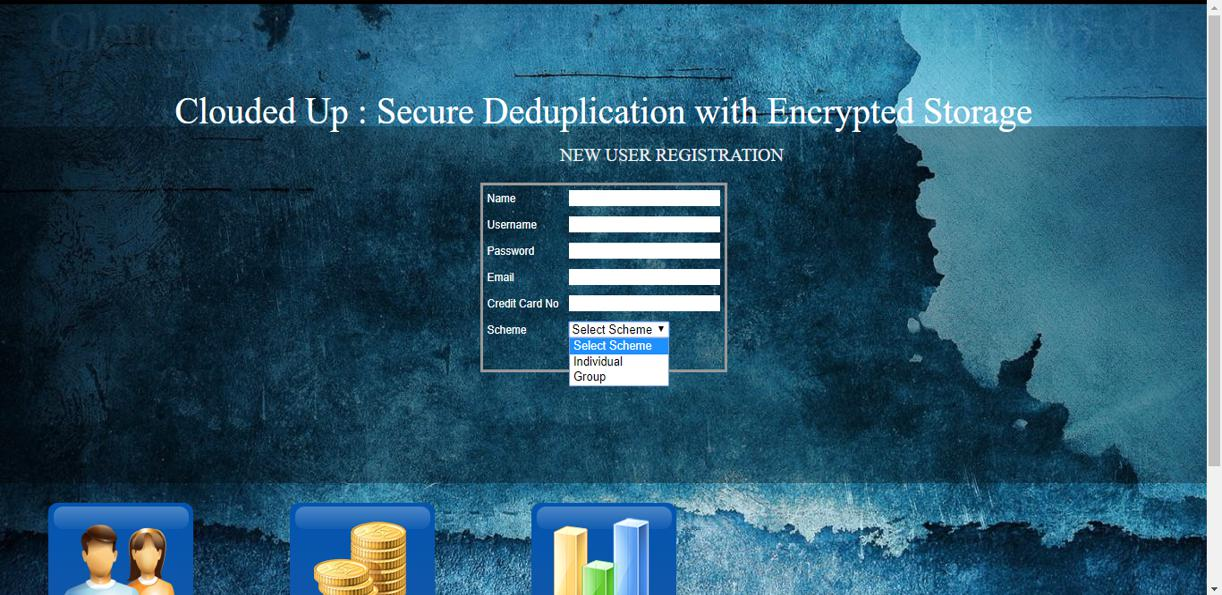 Clouded Up : Secure Deduplication with Encrypted Storage
NEW USER REGISTRATION
Name
Username
Password
Email
Credit Card No
Scheme
Select Scheme
Select Scheme
Individual
Group